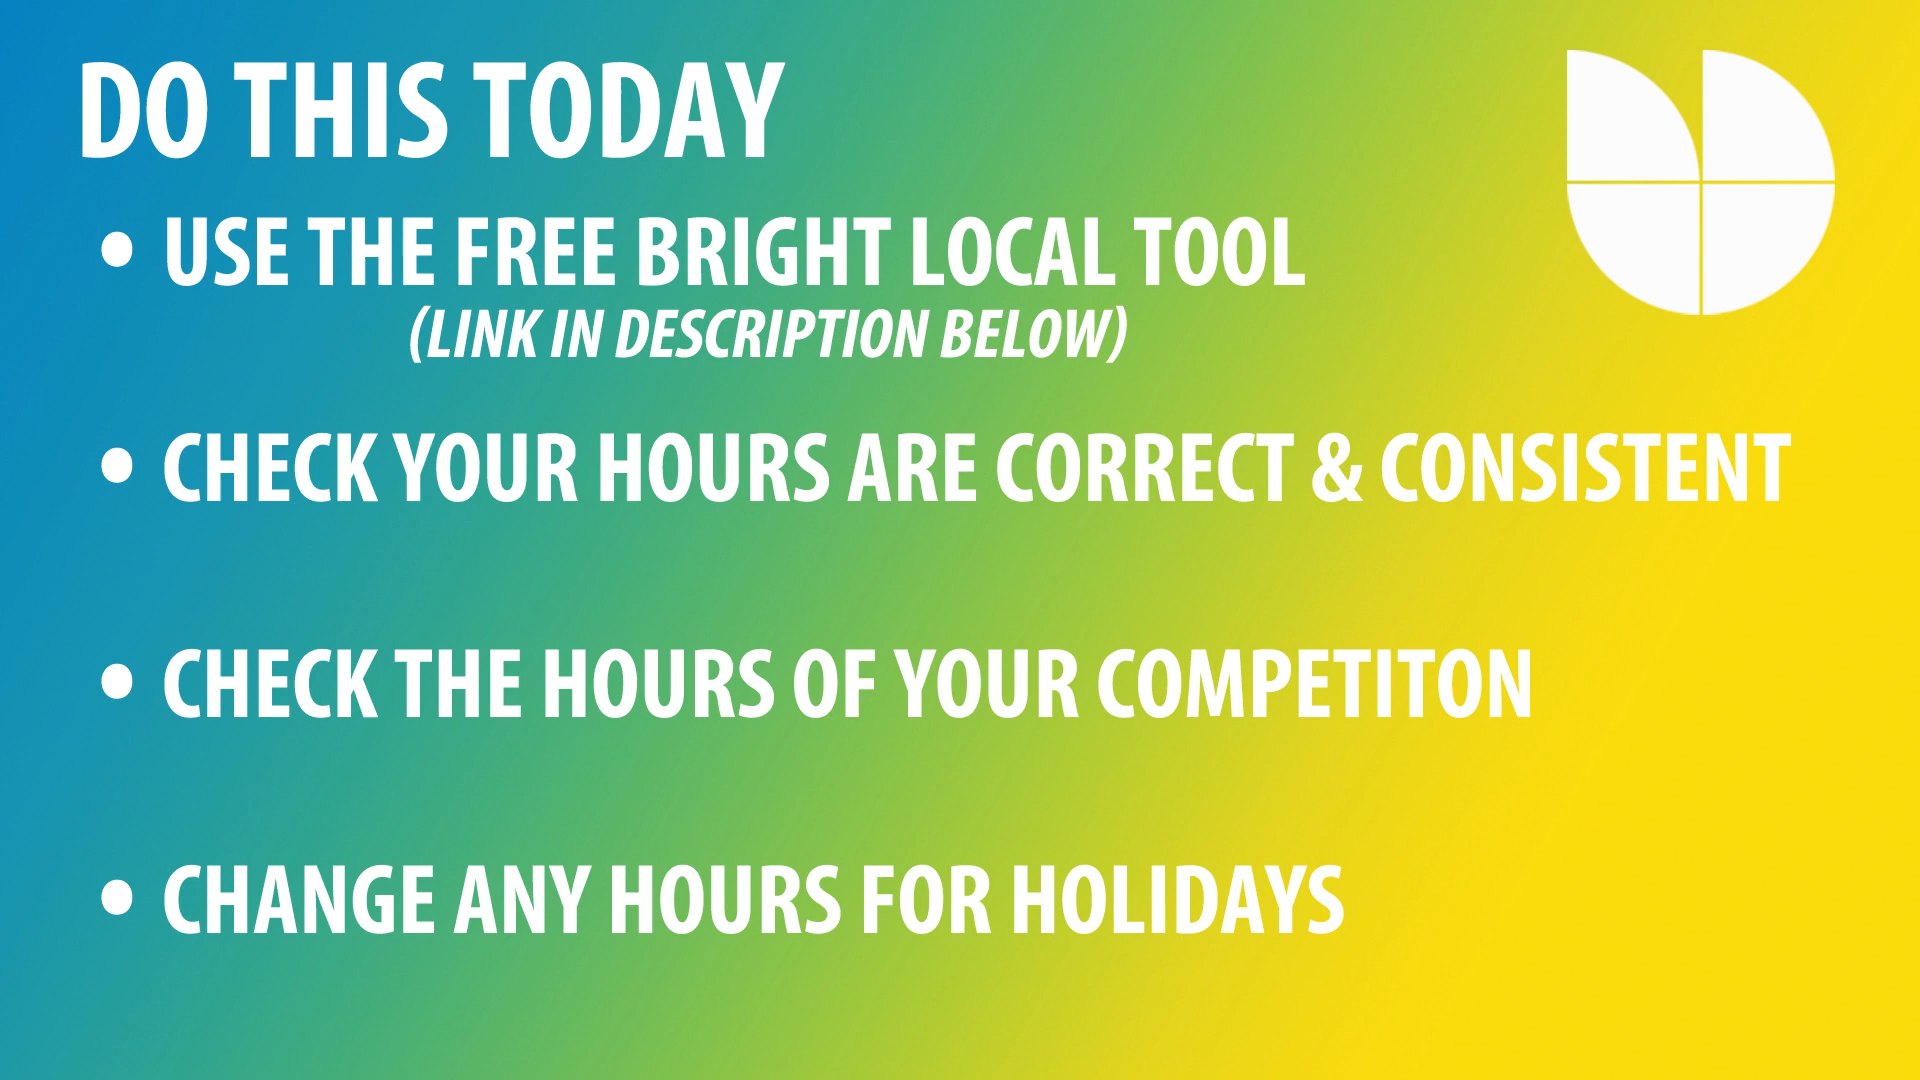 DO THIS TODAY
• USE THE FREE BRIGHT LOCAL TOOL
(LINK IN DESCRIPTION BELOW)
• CHECK YOUR HOURS ARE CORRECT & CONSISTENT
• CHECK THE HOURS OF YOUR COMPETITON
• CHANGE ANY HOURS FOR HOLIDAYS